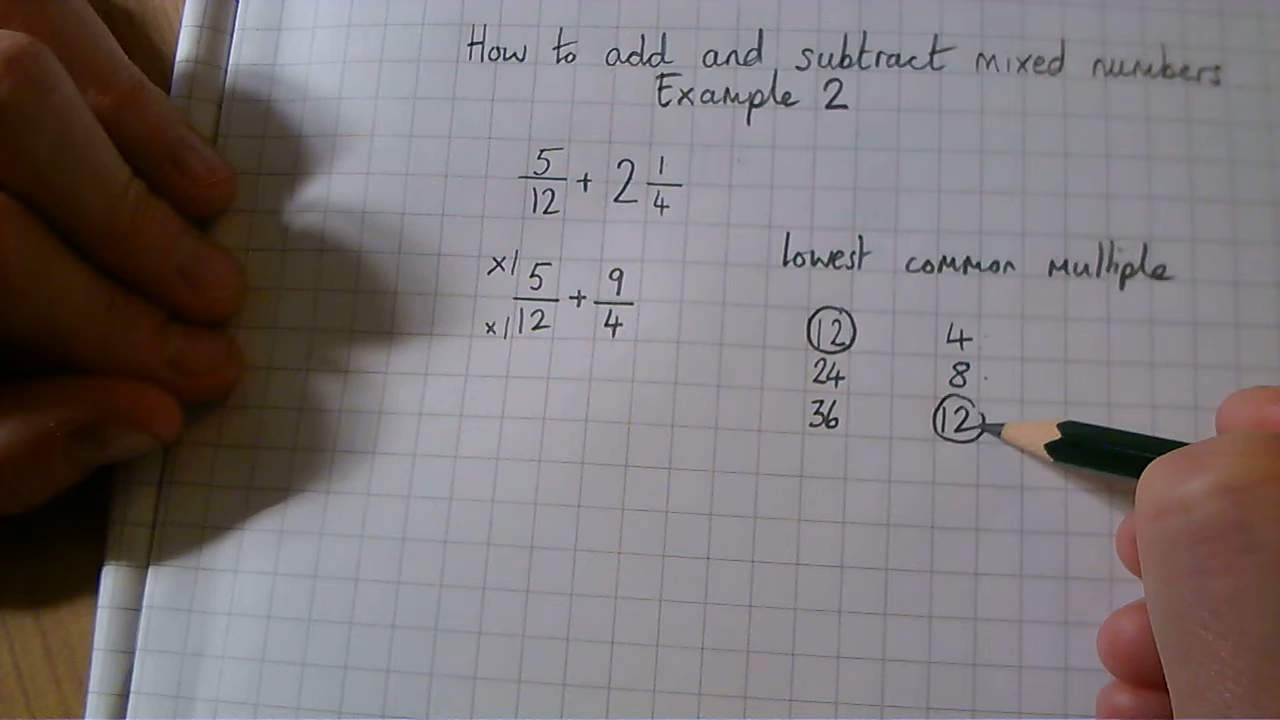 How to add and subtract mixed numbers
Example 2
5/12 + 2 1/4
lowest common multiple
×1 5/12 ×1 + 9/4
12 4
24 8
36 12